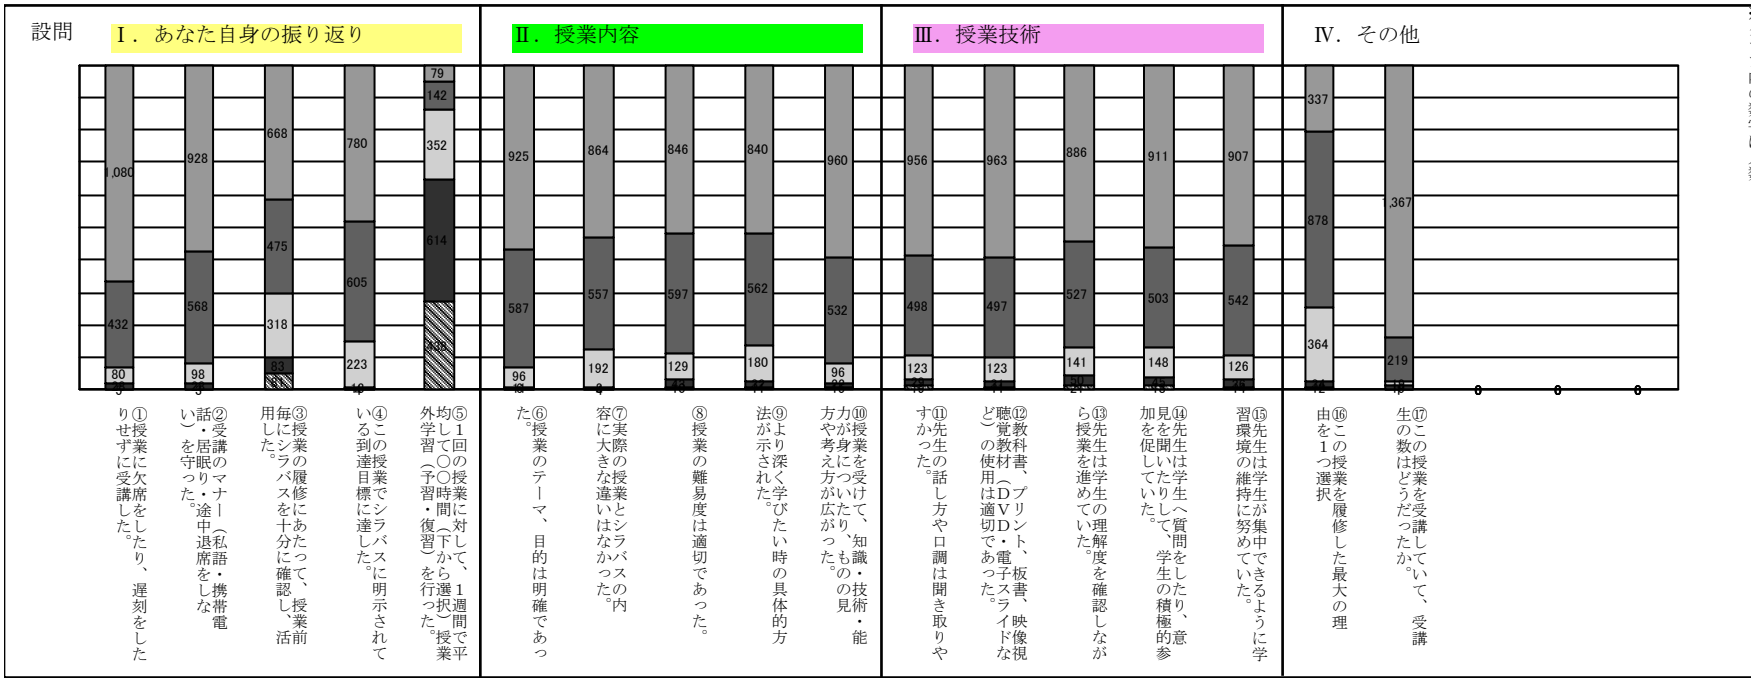 設問
Ⅰ．あなた自身の振り返り
Ⅱ．授業内容
Ⅲ．授業技術
Ⅳ．その他
1,080
432
80
928
568
98
668
475
318
83
81
780
605
223
79
142
352
614
438
925
587
96
864
557
192
846
597
129
840
562
180
960
532
96
956
498
123
963
497
123
886
527
141
50
911
503
148
907
542
126
337
878
364
1,367
219
0
0
0
①授業に欠席をしたり、遅刻をした
りせずに受講した。
②受講のマナー（私語・携帯電
話・居眠り・途中退席をしな
い）を守った。
③授業の履修にあたって、授業前
毎にシラバスを十分に確認し、活
用した。
④この授業でシラバスに明示されて
いる到達目標に達した。
⑤１回の授業に対して、１週間で平
均して〇〇時間（下から選択）授業
外学習（予習・復習）を行った。
⑥授業のテーマ、目的は明確であっ
た。
⑦実際の授業とシラバスの内
容に大きな違いはなかった。
⑧授業の難易度は適切であった。
⑨より深く学びたい時の具体的方
法が示された。
⑩授業を受けて、知識・技術・能
力が身についたり、ものの見
方や考え方が広がった。
⑪先生の話し方や口調は聞き取りや
すかった。
⑫教科書、プリント、板書、映像視
聴覚教材（ＤＶＤ・電子スライドな
ど）の使用は適切であった。
⑬先生は学生の理解度を確認しなが
ら授業を進めていた。
⑭先生は学生へ質問をしたり、意
見を聞いたりして、学生の積極的参
加を促していた。
⑮先生は学生が集中できるように学
習環境の維持に努めていた。
⑯この授業を履修した最大の理
由を１つ選択
⑰この授業を受講していて、受講
生の数はどうだったか。